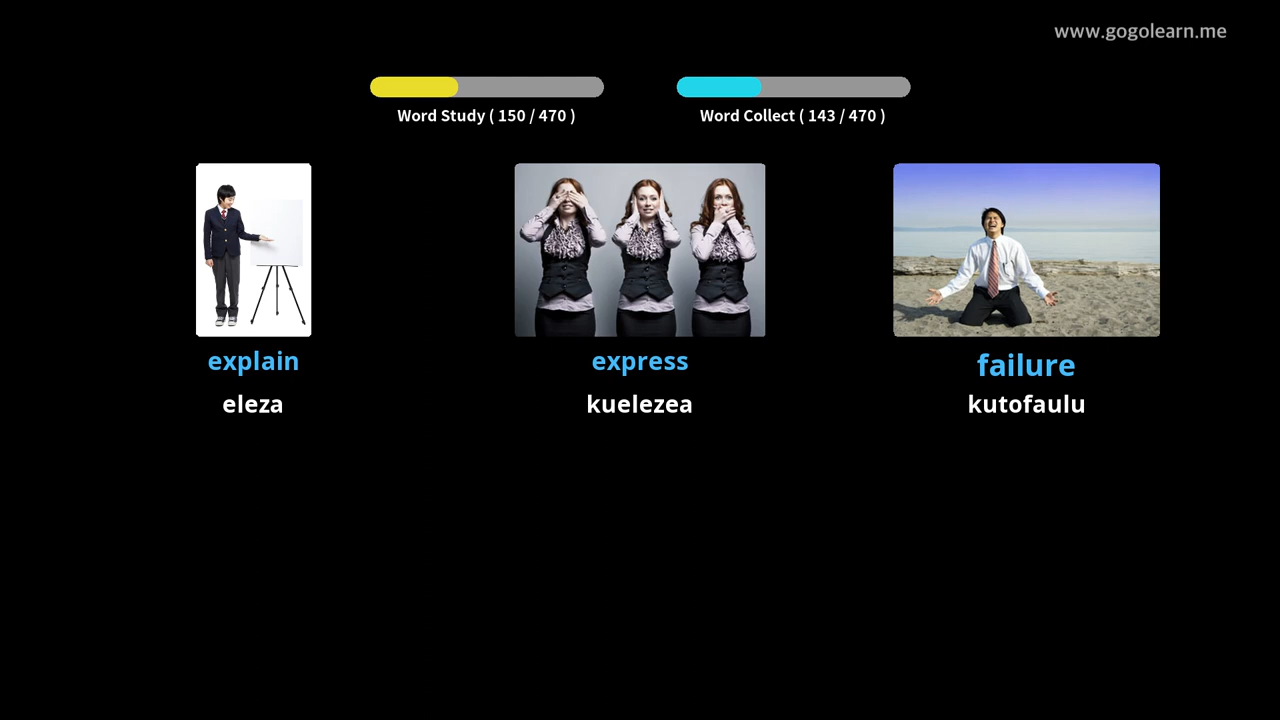 www.gogolearn.me
Word Study ( 150 / 470 )
Word Collect ( 143 / 470 )
explain
express
failure
eleza
kuelezea
kutofaulu